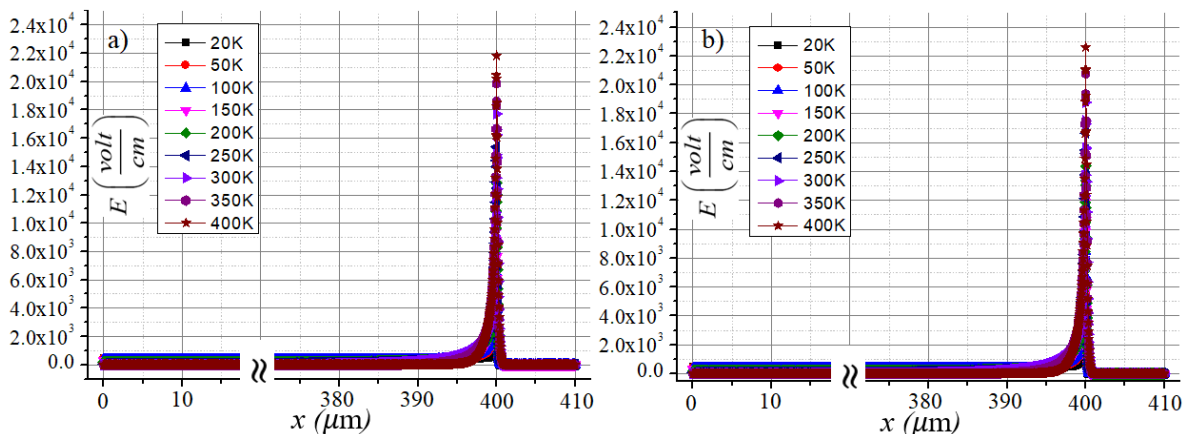 a)
2.4x10⁴
2.2x10⁴
2.0x10⁴
1.8x10⁴
1.6x10⁴
1.4x10⁴
1.2x10⁴
1.0x10⁴
8.0x10³
6.0x10³
4.0x10³
2.0x10³
0.0
E (volt/cm)
20K
50K
100K
150K
200K
250K
300K
350K
400K
0 10 380 390 400 410
x (μm)
b)
2.4x10⁴
2.2x10⁴
2.0x10⁴
1.8x10⁴
1.6x10⁴
1.4x10⁴
1.2x10⁴
1.0x10⁴
8.0x10³
6.0x10³
4.0x10³
2.0x10³
0.0
E (volt/cm)
20K
50K
100K
150K
200K
250K
300K
350K
400K
0 10 380 390 400 410
x (μm)